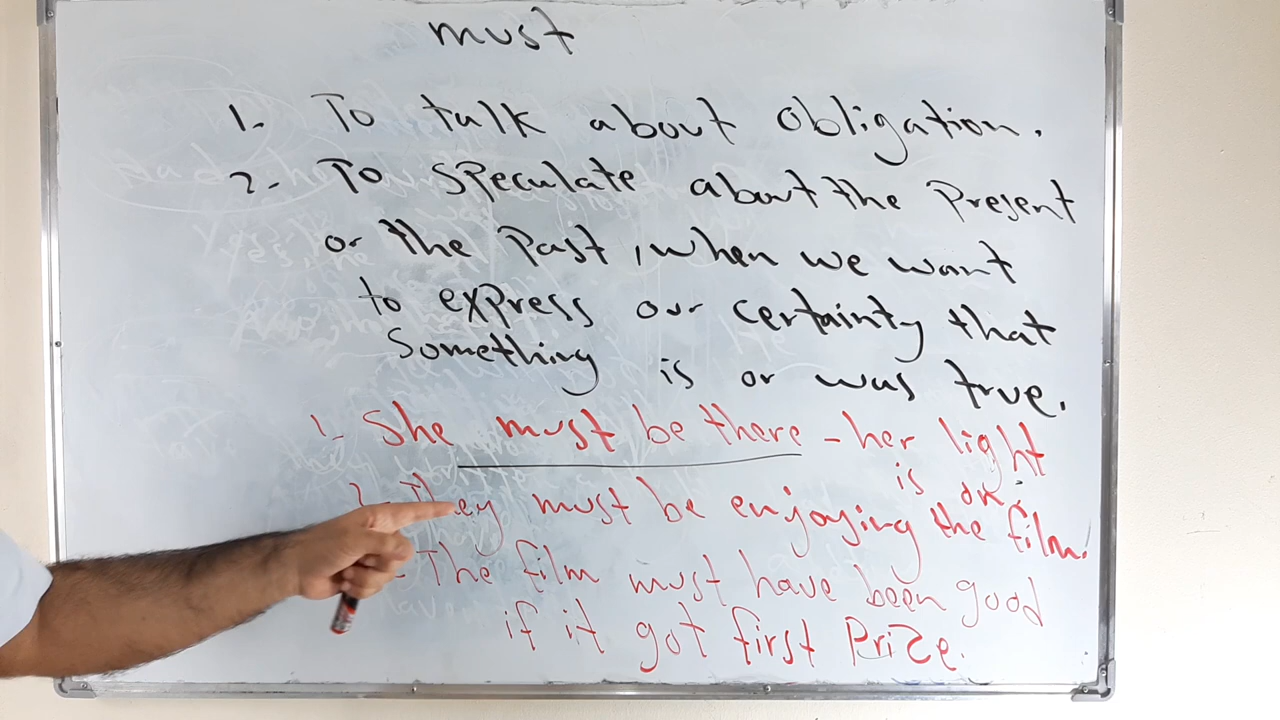 must
1. To talk about obligation.
2. To speculate about the Present
or the Past, when we want
to express our certainty that
Something is or was true.
1- She must be there - her light
is on.
2- They must be enjoying the film.
- The film must have been good
if it got first Prize.